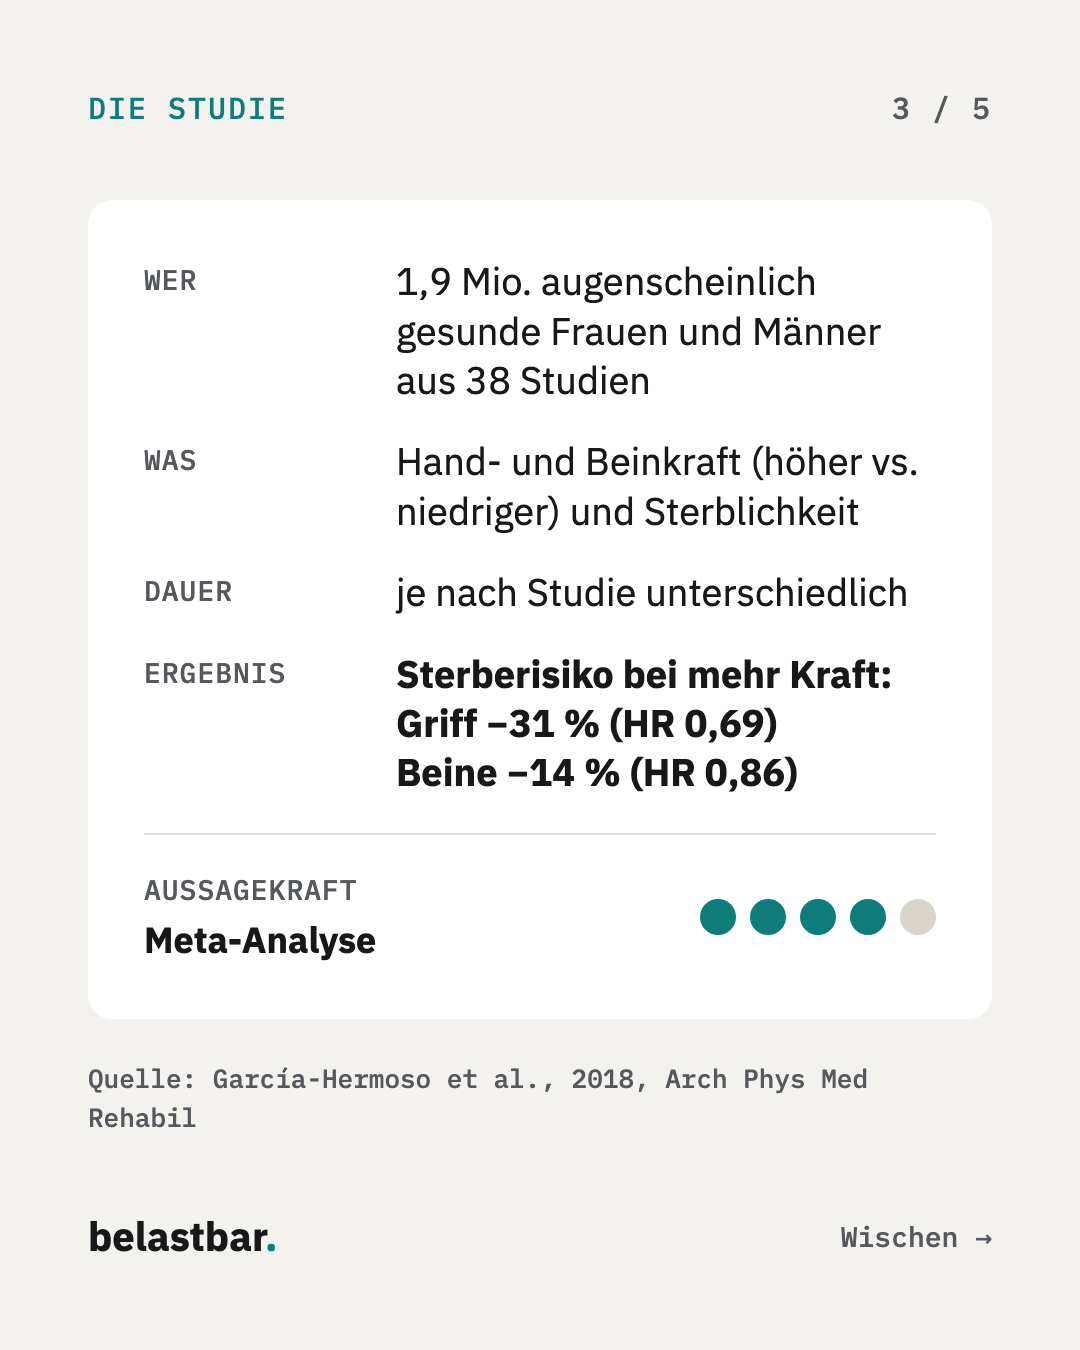 DIE STUDIE
3 / 5
WER
1,9 Mio. augenscheinlich
gesunde Frauen und Männer
aus 38 Studien
WAS
Hand- und Beinkraft (höher vs.
niedriger) und Sterblichkeit
DAUER
je nach Studie unterschiedlich
ERGEBNIS
Sterberisiko bei mehr Kraft:
Griff –31 % (HR 0,69)
Beine –14 % (HR 0,86)
AUSSAGEKRAFT
Meta-Analyse
Quelle: García-Hermoso et al., 2018, Arch Phys Med
Rehabil
belastbar.
Wischen →